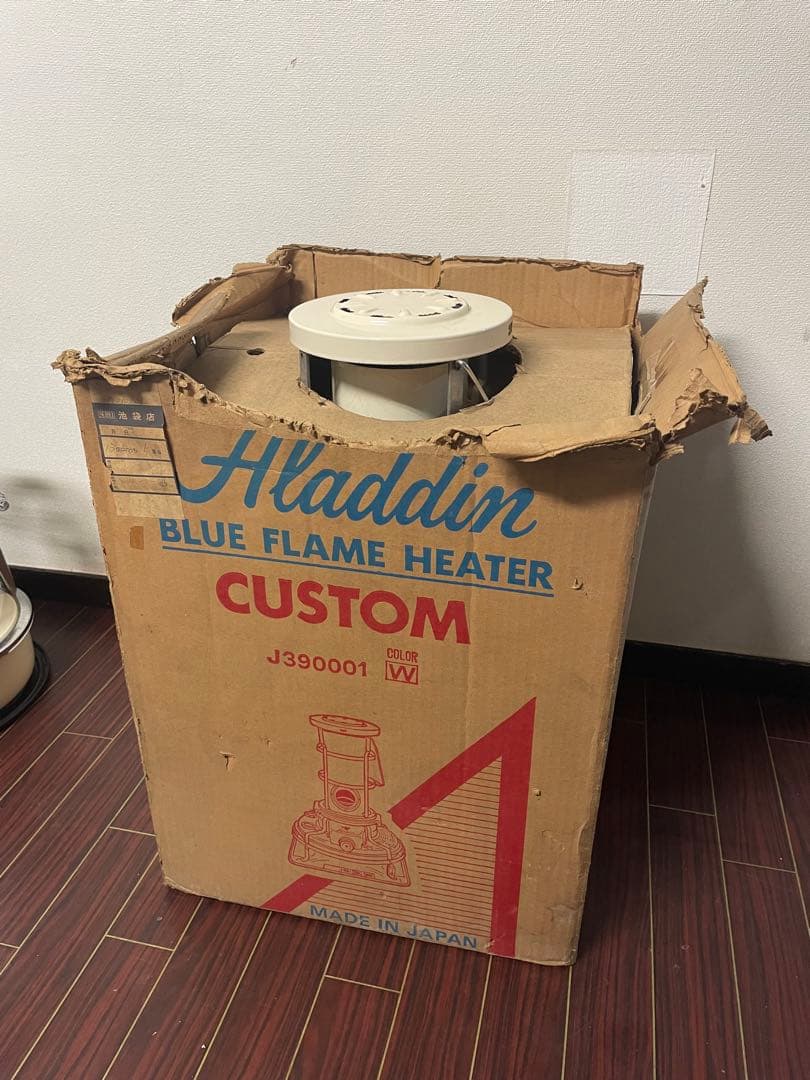 池袋店
Aladdin
BLUE FLAME HEATER
CUSTOM
J390001 COLOR W
MADE IN JAPAN